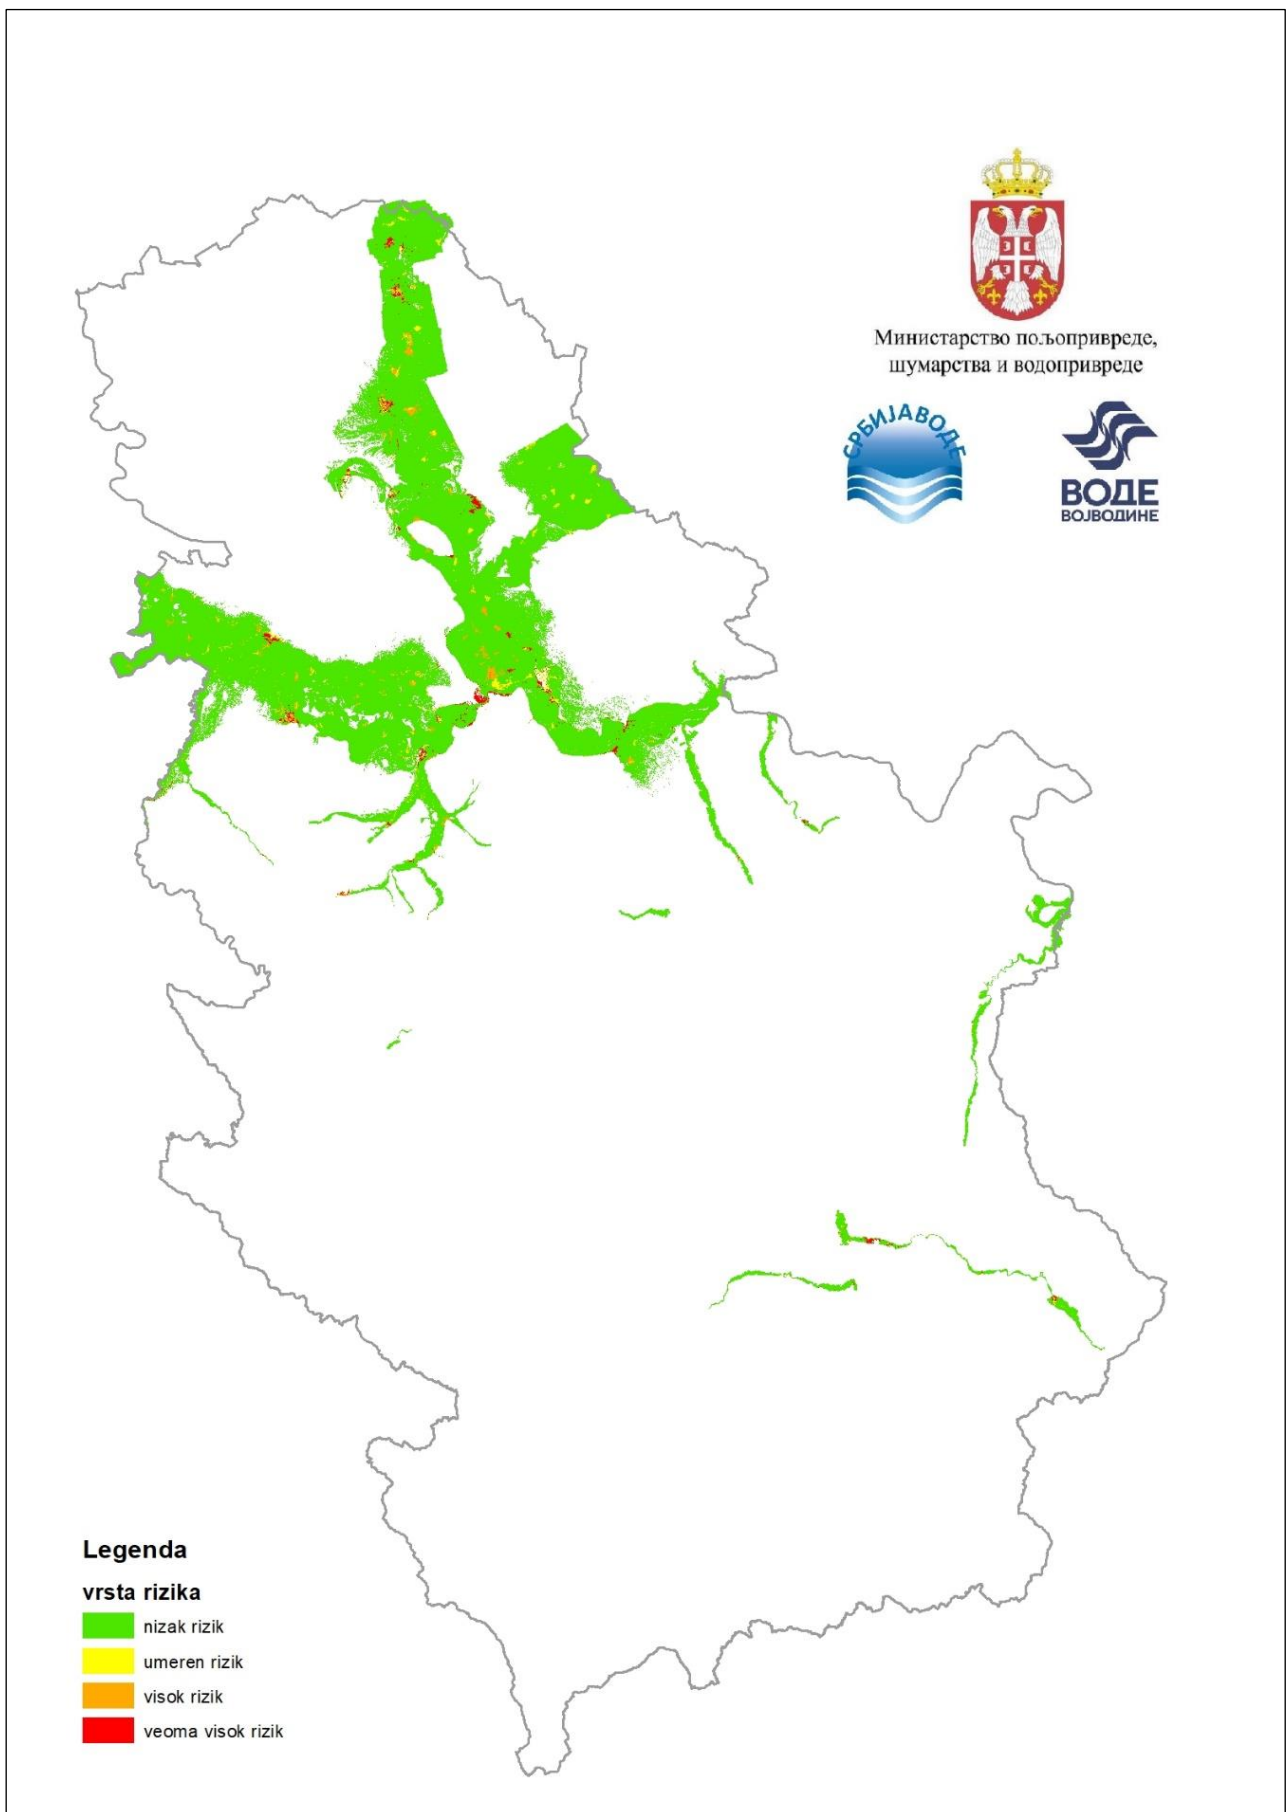 Министарство пољопривреде,
шумарства и водопривреде
СРБИЈАВОДЕ
ВОДЕ
ВОЈВОДИНЕ
Legenda
vrsta rizika
nizak rizik
umeren rizik
visok rizik
veoma visok rizik